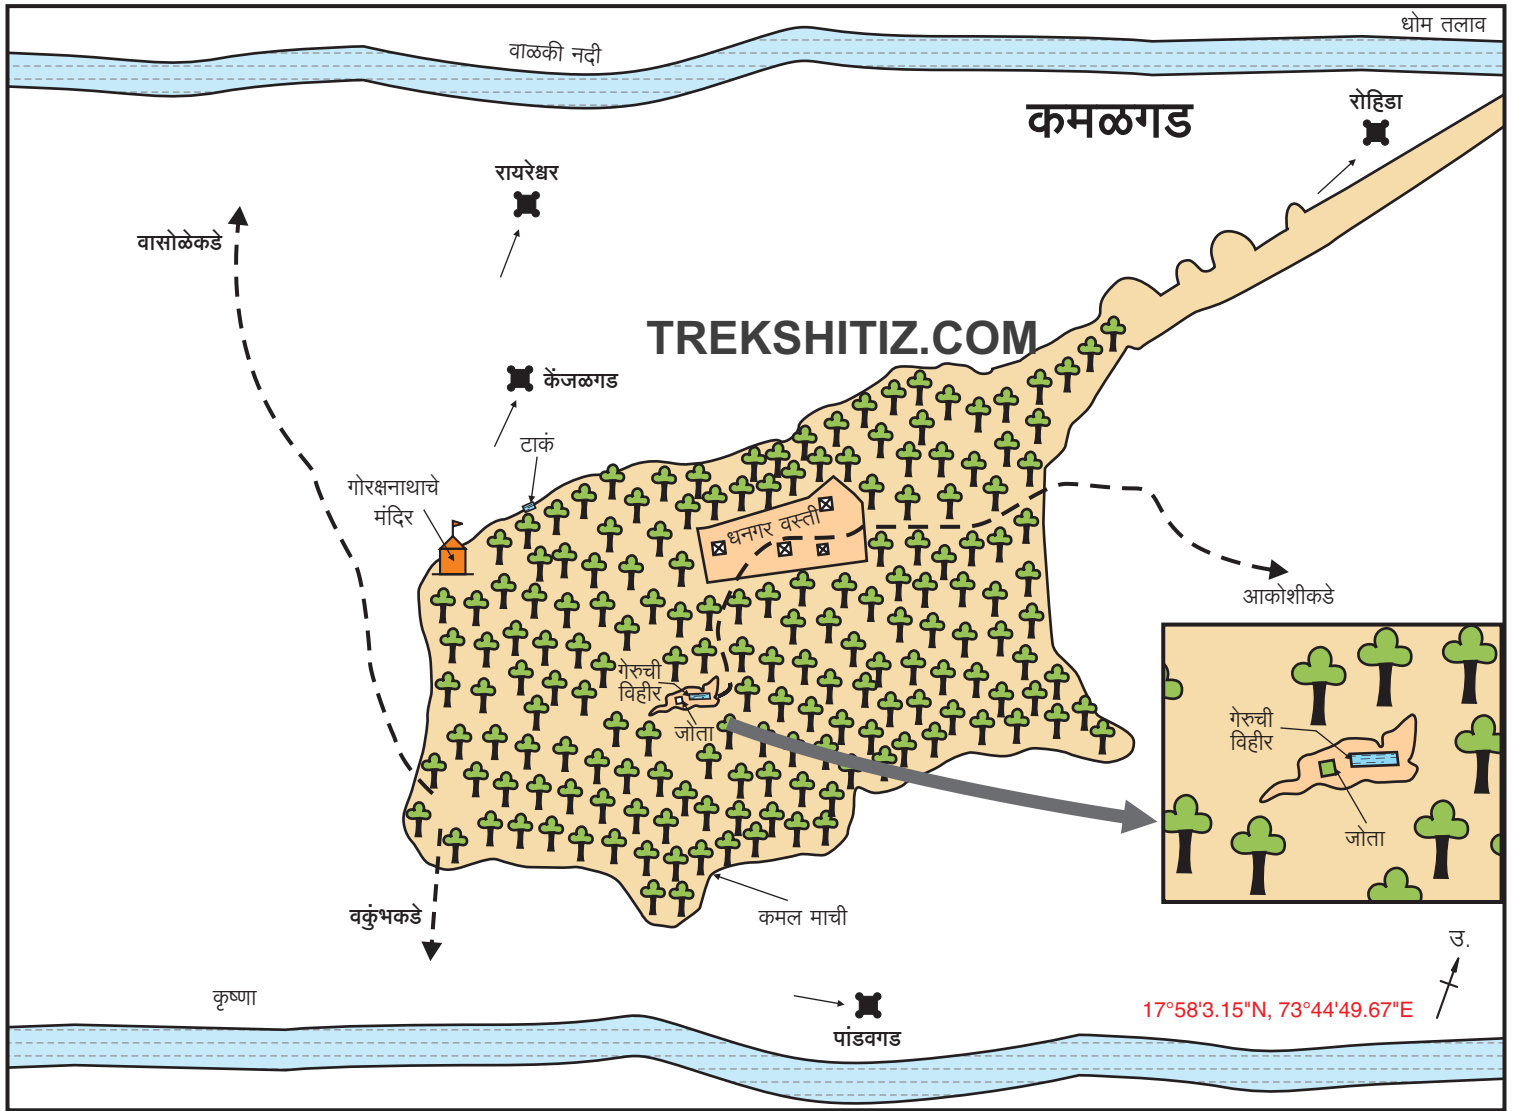 धोम तलाव
वाळकी नदी
रोहिडा
कमळगड
रायरेश्वर
वासोळेकडे
TREKSHITIZ.COM
केंजळगड
टाकं
गोरक्षनाथाचे
मंदिर
धनगर वस्ती
आकोशीकडे
गेरुची
विहीर
जोता
गेरुची
विहीर
जोता
वकुंभकडे
कमल माची
उ.
कृष्णा
17°58'3.15"N, 73°44'49.67"E
पांडवगड